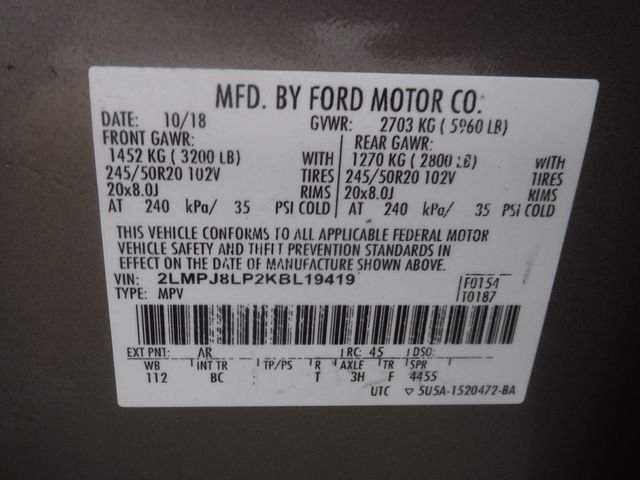 MFD. BY FORD MOTOR CO.
DATE: 10/18 GVWR: 2703 KG ( 5960 LB)
FRONT GAWR: REAR GAWR:
1452 KG ( 3200 LB) WITH 1270 KG ( 2800 LB) WITH
245/50R20 102V TIRES 245/50R20 102V TIRES
20x8.0J RIMS 20x8.0J RIMS
AT 240 kPa/ 35 PSI COLD AT 240 kPa/ 35 PSI COLD
THIS VEHICLE CONFORMS TO ALL APPLICABLE FEDERAL MOTOR
VEHICLE SAFETY AND THEFT PREVENTION STANDARDS IN
EFFECT ON THE DATE OF MANUFACTURE SHOWN ABOVE.
VIN: 2LMPJ8LP2KBL19419 F0154
TYPE: MPV T0187
EXT PNT: AR RC: 45 DSO:
WB INT TR TP/PS R AXLE TR SPR
112 BC T 3H F 4455
UTC ▽ 5U5A-1520472-BA